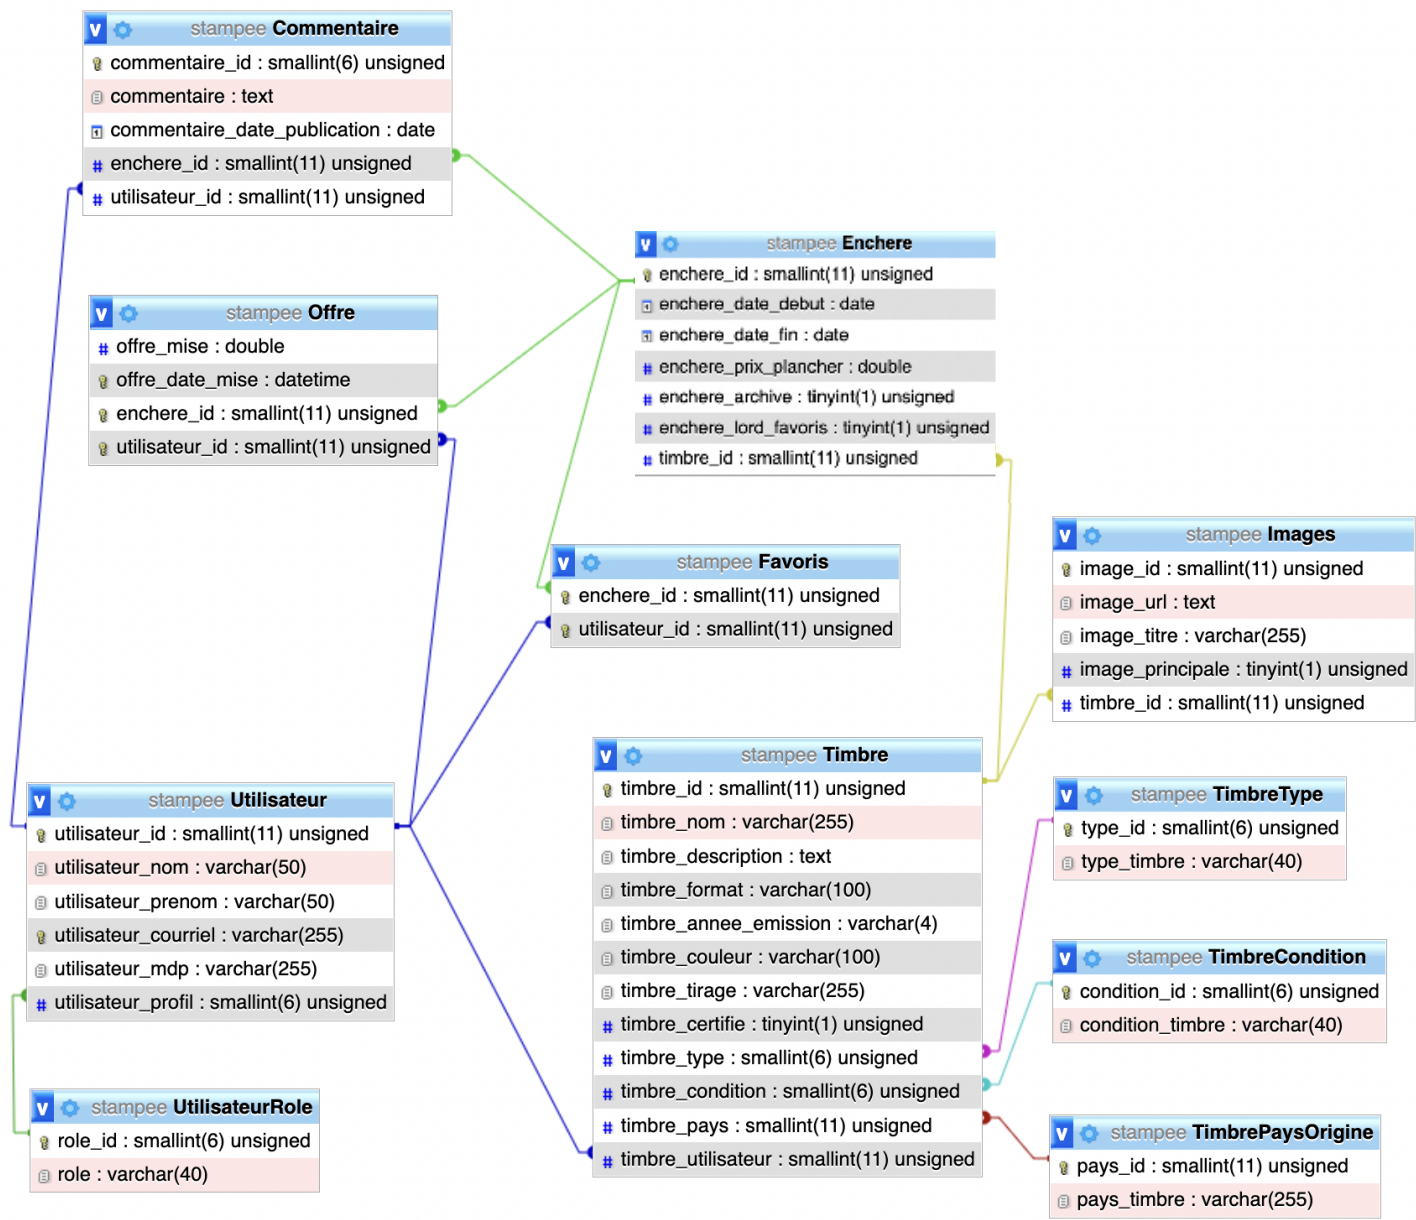 v stampee Commentaire
commentaire_id : smallint(6) unsigned
commentaire : text
commentaire_date_publication : date
# enchere_id : smallint(11) unsigned
# utilisateur_id : smallint(11) unsigned
v stampee Offre
# offre_mise : double
offre_date_mise : datetime
enchere_id : smallint(11) unsigned
utilisateur_id : smallint(11) unsigned
v stampee Enchere
enchere_id : smallint(11) unsigned
enchere_date_debut : date
enchere_date_fin : date
# enchere_prix_plancher : double
# enchere_archive : tinyint(1) unsigned
# enchere_lord_favoris : tinyint(1) unsigned
# timbre_id : smallint(11) unsigned
v stampee Favoris
enchere_id : smallint(11) unsigned
utilisateur_id : smallint(11) unsigned
v stampee Images
image_id : smallint(11) unsigned
image_url : text
image_titre : varchar(255)
# image_principale : tinyint(1) unsigned
# timbre_id : smallint(11) unsigned
v stampee Utilisateur
utilisateur_id : smallint(11) unsigned
utilisateur_nom : varchar(50)
utilisateur_prenom : varchar(50)
utilisateur_courriel : varchar(255)
utilisateur_mdp : varchar(255)
# utilisateur_profil : smallint(6) unsigned
v stampee UtilisateurRole
role_id : smallint(6) unsigned
role : varchar(40)
v stampee Timbre
timbre_id : smallint(11) unsigned
timbre_nom : varchar(255)
timbre_description : text
timbre_format : varchar(100)
timbre_annee_emission : varchar(4)
timbre_couleur : varchar(100)
timbre_tirage : varchar(255)
# timbre_certifie : tinyint(1) unsigned
# timbre_type : smallint(6) unsigned
# timbre_condition : smallint(6) unsigned
# timbre_pays : smallint(11) unsigned
# timbre_utilisateur : smallint(11) unsigned
v stampee TimbreType
type_id : smallint(6) unsigned
type_timbre : varchar(40)
v stampee TimbreCondition
condition_id : smallint(6) unsigned
condition_timbre : varchar(40)
v stampee TimbrePaysOrigine
pays_id : smallint(11) unsigned
pays_timbre : varchar(255)